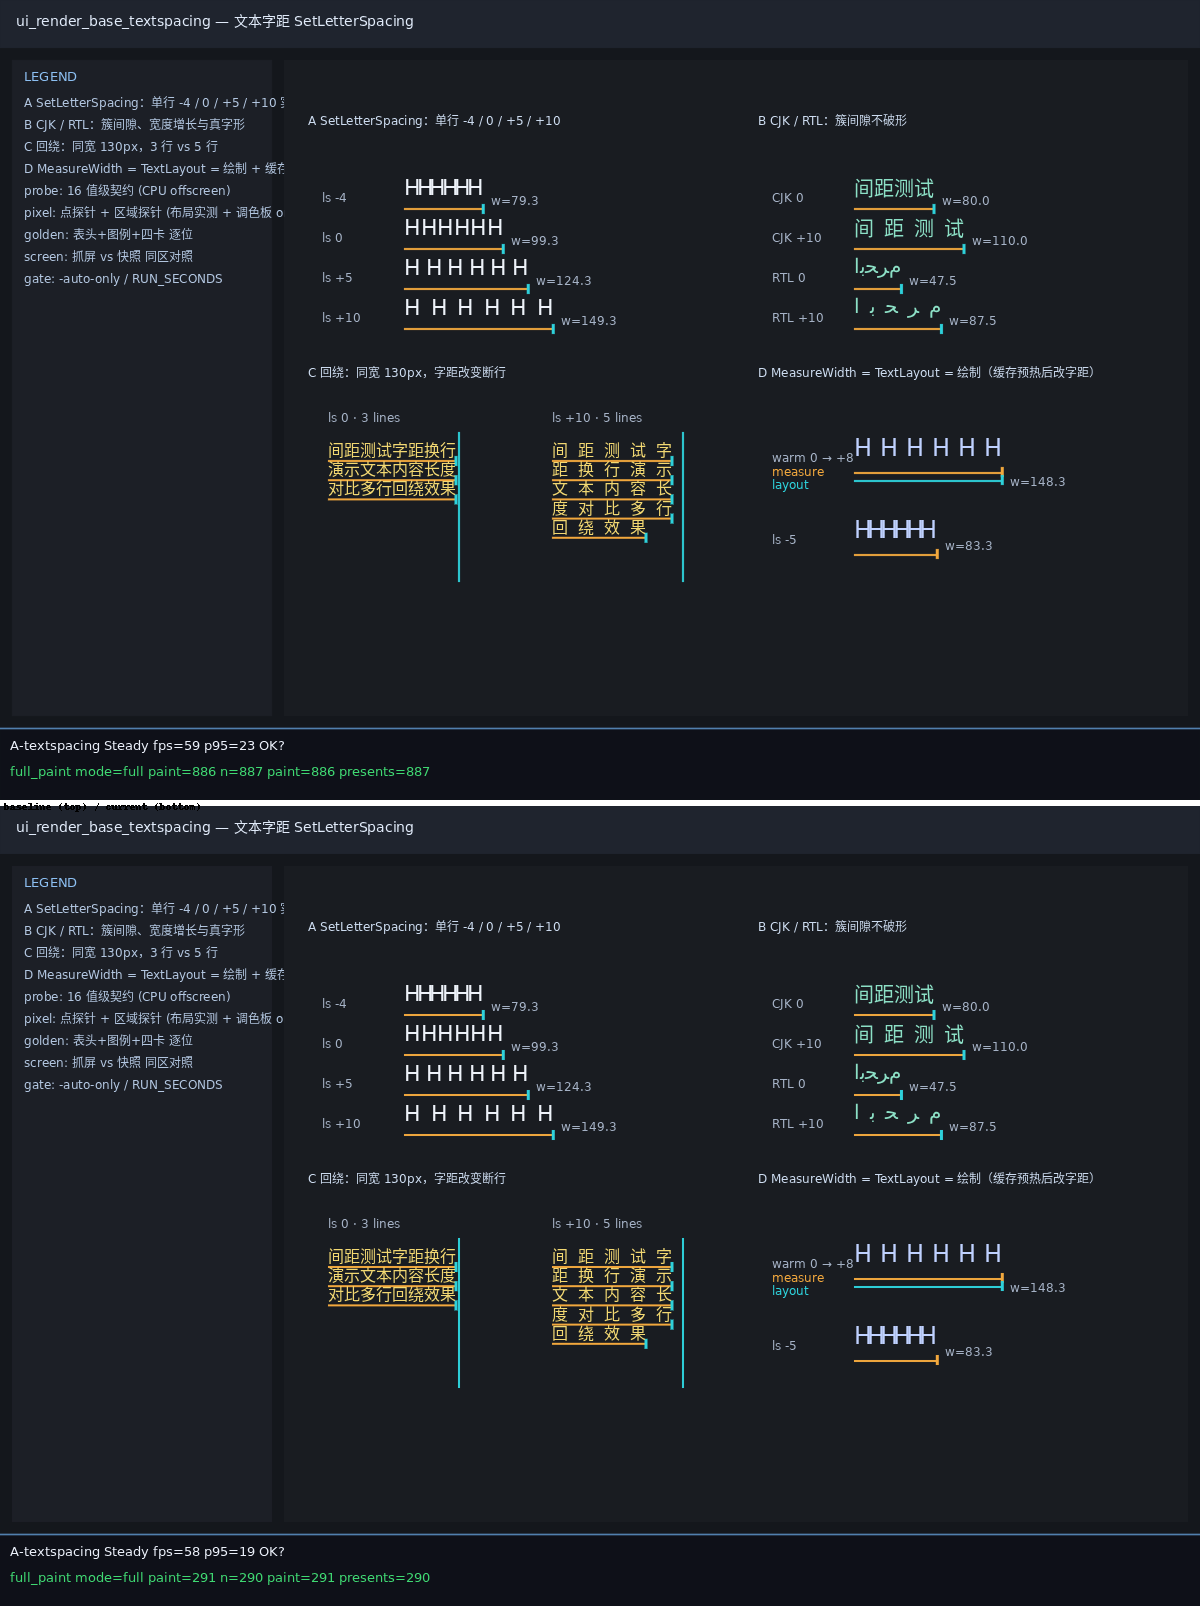 ui_render_base_textspacing — 文本字距 SetLetterSpacing
LEGEND
A SetLetterSpacing：单行 -4 / 0 / +5 / +10
B CJK / RTL：簇间隙、宽度增长与真字形
C 回绕：同宽 130px，3 行 vs 5 行
D MeasureWidth = TextLayout = 绘制 + 缓存
probe: 16 值级契约 (CPU offscreen)
pixel: 点探针 + 区域探针 (布局实测 + 调色板 o
golden: 表头+图例+四卡 逐位
screen: 抓屏 vs 快照 同区对照
gate: -auto-only / RUN_SECONDS
A SetLetterSpacing：单行 -4 / 0 / +5 / +10
ls -4
HHHHHH
w=79.3
ls 0
HHHHHH
w=99.3
ls +5
H H H H H H
w=124.3
ls +10
H H H H H H
w=149.3
B CJK / RTL：簇间隙不破形
CJK 0
间距测试
w=80.0
CJK +10
间 距 测 试
w=110.0
RTL 0
مرحبا
w=47.5
RTL +10
م ر ح ب ا
w=87.5
C 回绕：同宽 130px，字距改变断行
ls 0 · 3 lines
间距测试字距换行
演示文本内容长度
对比多行回绕效果
ls +10 · 5 lines
间 距 测 试 字
距 换 行 演 示
文 本 内 容 长
度 对 比 多 行
回 绕 效 果
D MeasureWidth = TextLayout = 绘制（缓存预热后改字距）
warm 0 → +8
measure
layout
H H H H H H
w=148.3
ls -5
HHHHHH
w=83.3
A-textspacing Steady fps=59 p95=23 OK?
full_paint mode=full paint=886 n=887 paint=886 presents=887
baseline (top) / current (bottom)
ui_render_base_textspacing — 文本字距 SetLetterSpacing
LEGEND
A SetLetterSpacing：单行 -4 / 0 / +5 / +10
B CJK / RTL：簇间隙、宽度增长与真字形
C 回绕：同宽 130px，3 行 vs 5 行
D MeasureWidth = TextLayout = 绘制 + 缓存
probe: 16 值级契约 (CPU offscreen)
pixel: 点探针 + 区域探针 (布局实测 + 调色板 o
golden: 表头+图例+四卡 逐位
screen: 抓屏 vs 快照 同区对照
gate: -auto-only / RUN_SECONDS
A SetLetterSpacing：单行 -4 / 0 / +5 / +10
ls -4
HHHHHH
w=79.3
ls 0
HHHHHH
w=99.3
ls +5
H H H H H H
w=124.3
ls +10
H H H H H H
w=149.3
B CJK / RTL：簇间隙不破形
CJK 0
间距测试
w=80.0
CJK +10
间 距 测 试
w=110.0
RTL 0
مرحبا
w=47.5
RTL +10
م ر ح ب ا
w=87.5
C 回绕：同宽 130px，字距改变断行
ls 0 · 3 lines
间距测试字距换行
演示文本内容长度
对比多行回绕效果
ls +10 · 5 lines
间 距 测 试 字
距 换 行 演 示
文 本 内 容 长
度 对 比 多 行
回 绕 效 果
D MeasureWidth = TextLayout = 绘制（缓存预热后改字距）
warm 0 → +8
measure
layout
H H H H H H
w=148.3
ls -5
HHHHHH
w=83.3
A-textspacing Steady fps=58 p95=19 OK?
full_paint mode=full paint=291 n=290 paint=291 presents=290